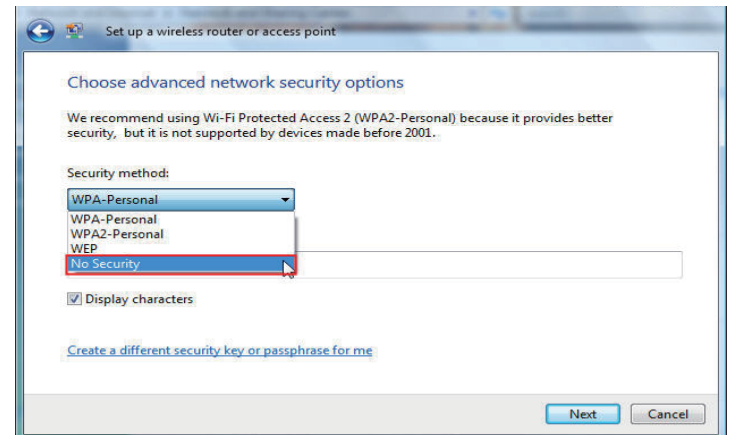 Set up a wireless router or access point
Choose advanced network security options
We recommend using Wi-Fi Protected Access 2 (WPA2-Personal) because it provides better
security, but it is not supported by devices made before 2001.
Security method:
WPA-Personal
WPA-Personal
WPA2-Personal
WEP
No Security
Display characters
Create a different security key or passphrase for me
Next Cancel